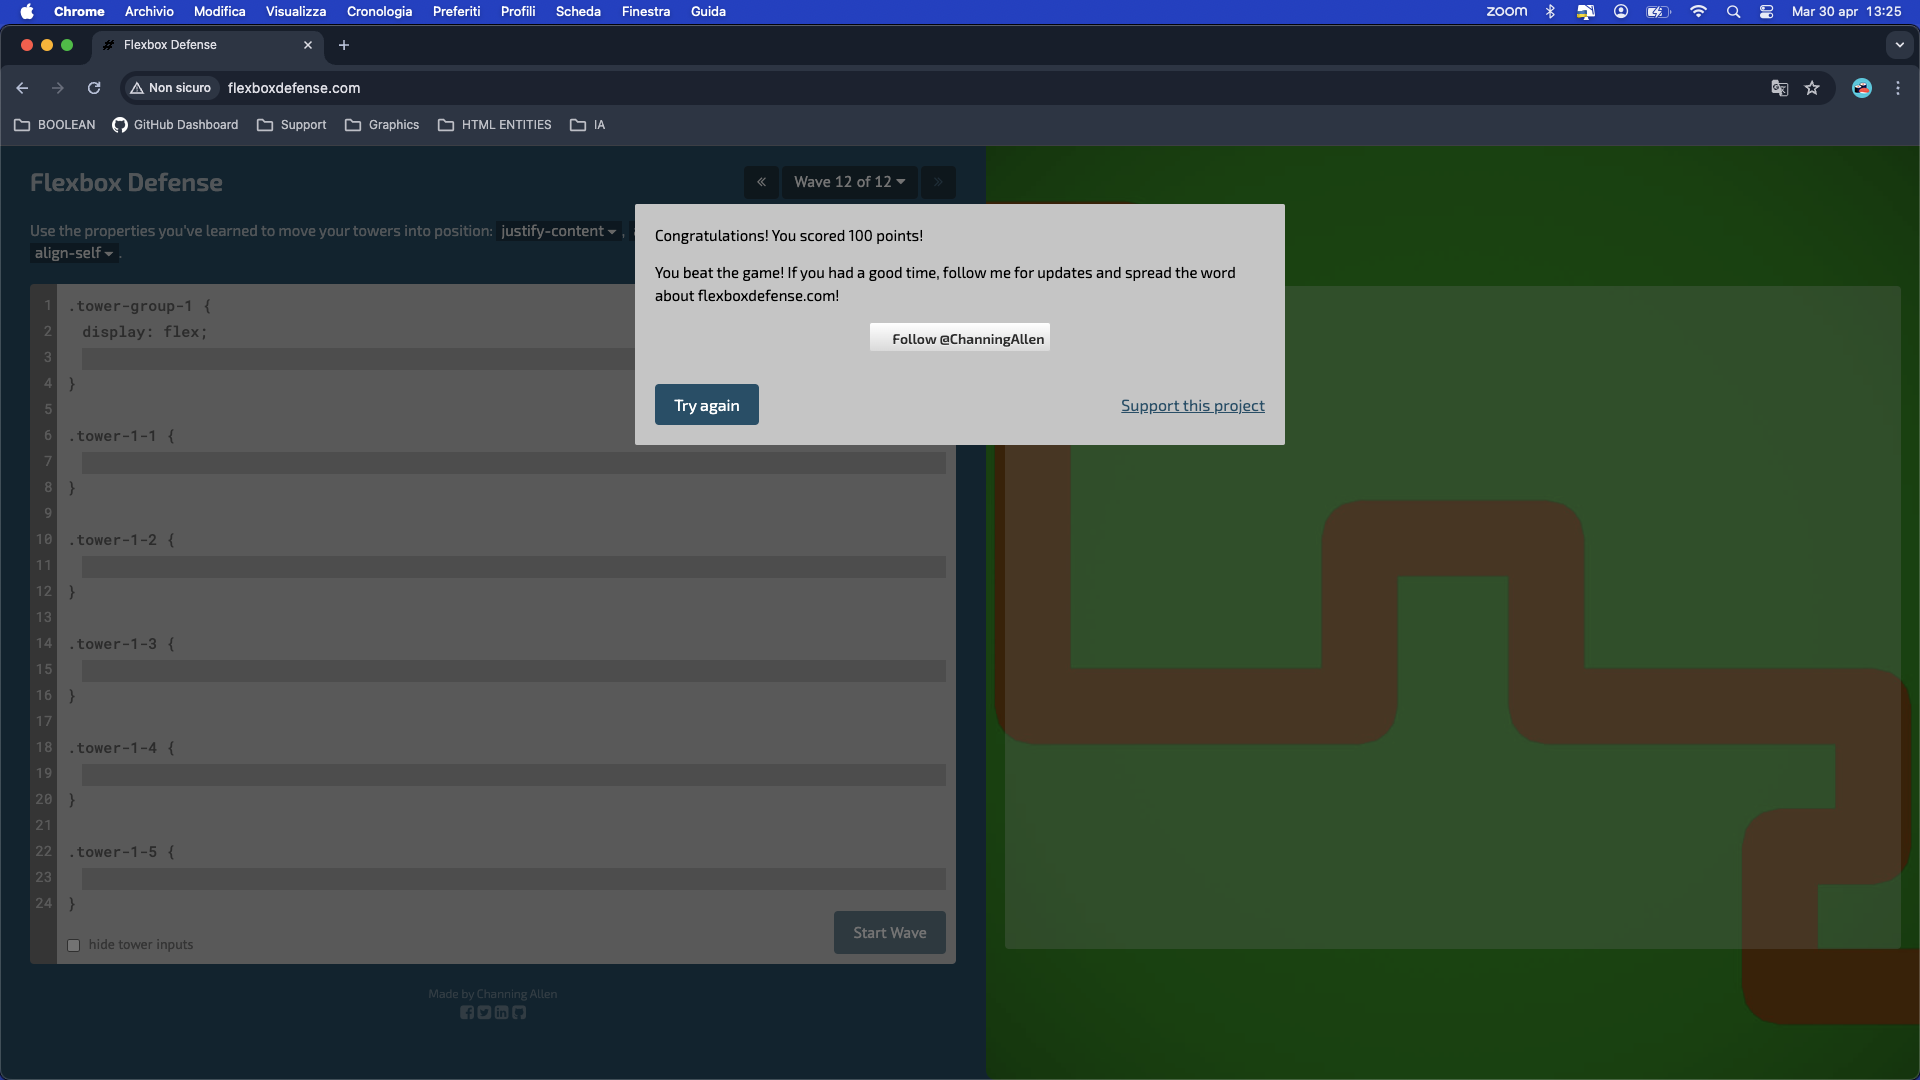 Chrome Archivio Modifica Visualizza Cronologia Preferiti Profili Scheda Finestra Guida zoom Mar 30 apr 13:25
Flexbox Defense
Non sicuro flexboxdefense.com
BOOLEAN GitHub Dashboard Support Graphics HTML ENTITIES IA
Flexbox Defense « Wave 12 of 12 »
Use the properties you've learned to move your towers into position: justify-content ,
align-self .
Congratulations! You scored 100 points!
You beat the game! If you had a good time, follow me for updates and spread the word
about flexboxdefense.com!
Follow @ChanningAllen
Try again Support this project
1 .tower-group-1 {
2 display: flex;
3
4 }
5
6 .tower-1-1 {
7
8 }
9
10 .tower-1-2 {
11
12 }
13
14 .tower-1-3 {
15
16 }
17
18 .tower-1-4 {
19
20 }
21
22 .tower-1-5 {
23
24 }
hide tower inputs Start Wave
Made by Channing Allen